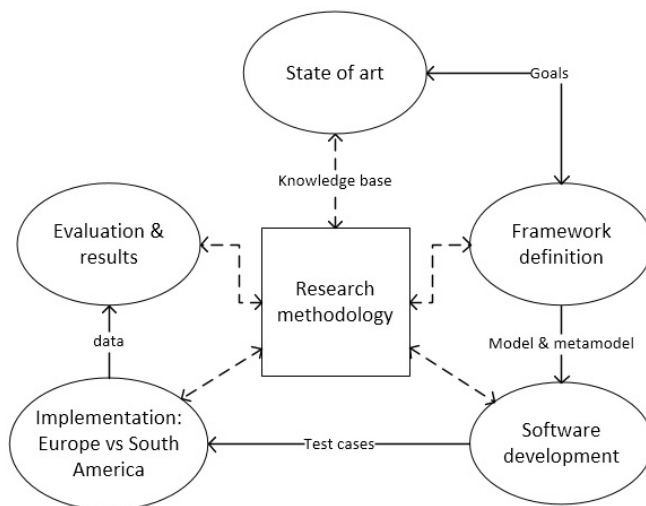 State of art
Goals
Knowledge base
Evaluation &
results
Research
methodology
Framework
definition
data
Model & metamodel
Implementation:
Europe vs South
America
Test cases
Software
development